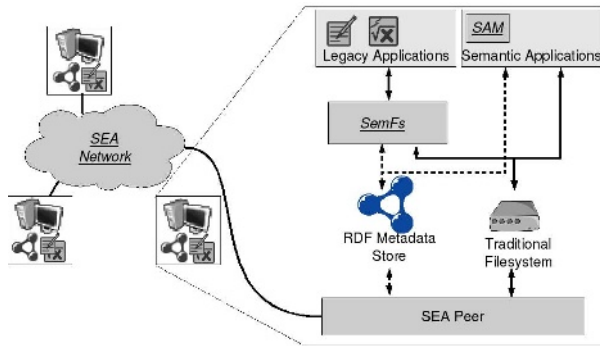 SEA
Network
SAM
Legacy Applications
Semantic Applications
SemFs
RDF Metadata
Store
Traditional
Filesystem
SEA Peer